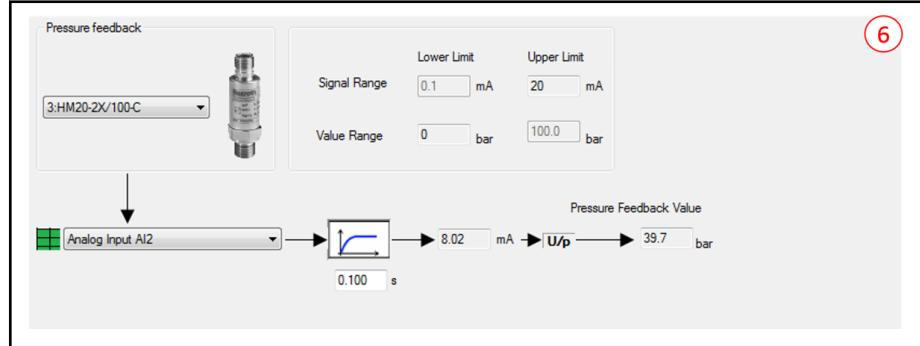 Pressure feedback
6
Lower Limit Upper Limit
Signal Range 0.1 mA 20 mA
3:HM20-2X/100-C
Value Range 0 bar 100.0 bar
Pressure Feedback Value
Analog Input AI2 8.02 mA U/p 39.7 bar
0.100 s